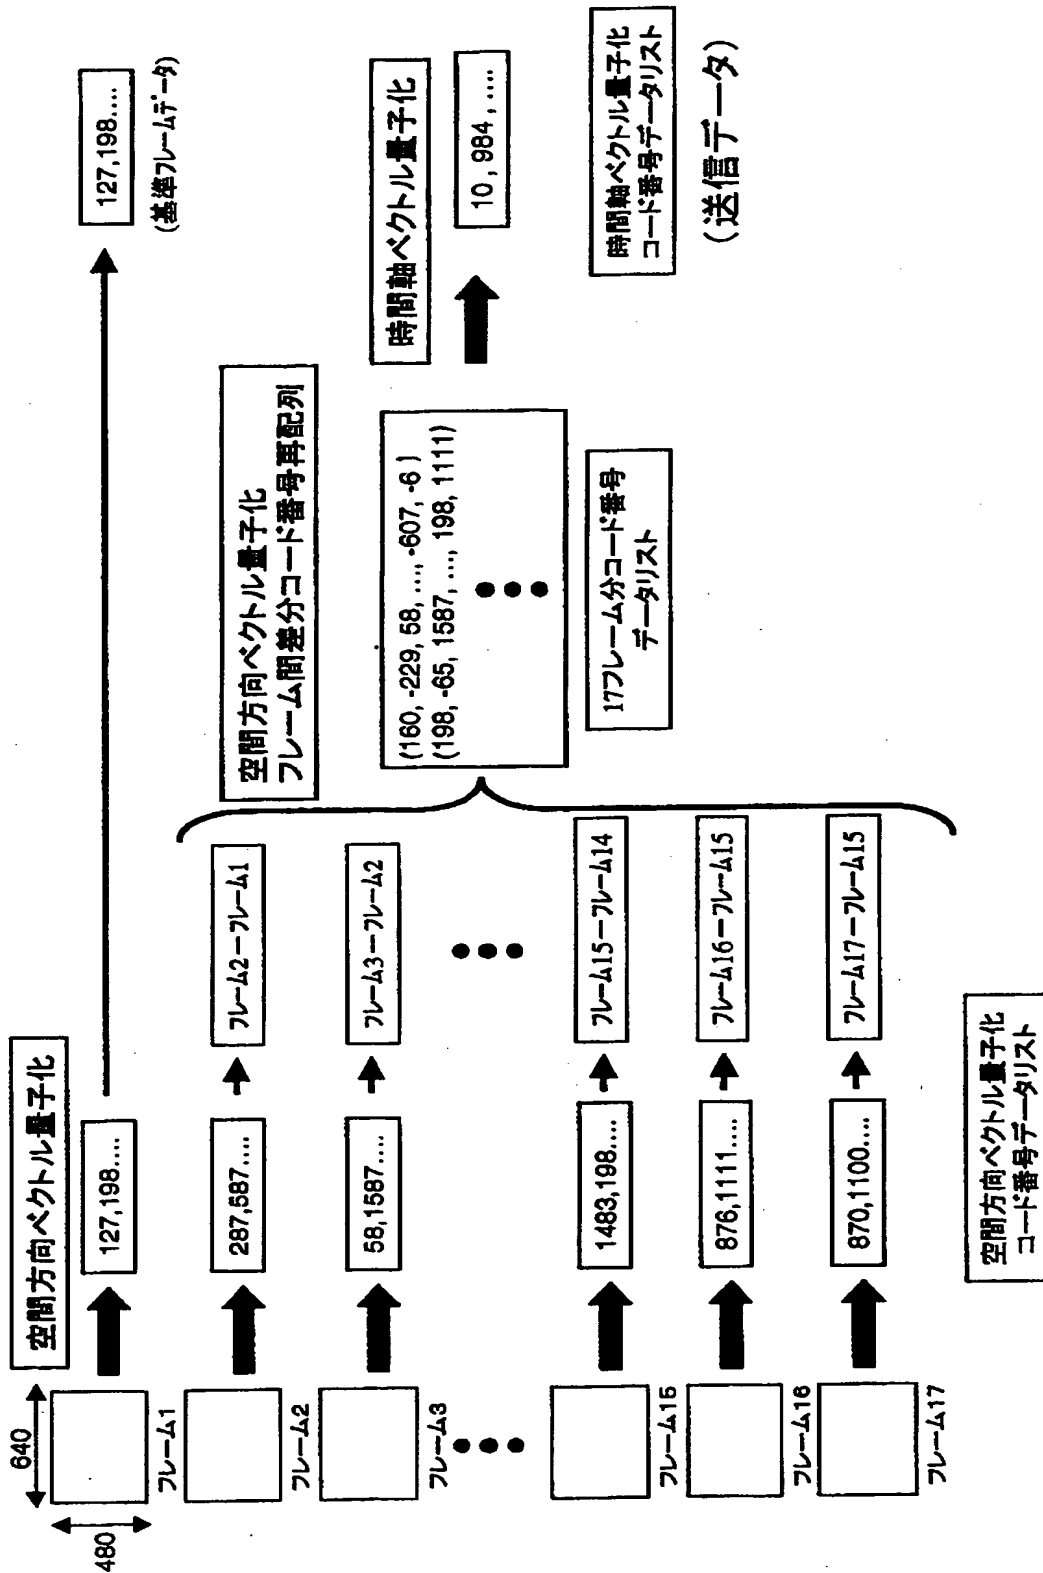 640
480
空間方向ベクトル量子化
フレーム1
127,198....
127,198....
(基準フレームデータ)
フレーム2
287,587....
フレーム2ーフレーム1
フレーム3
58,1587....
フレーム3ーフレーム2
フレーム15
1483,198....
フレーム15ーフレーム14
フレーム16
876,1111....
フレーム16ーフレーム15
フレーム17
870,1100....
フレーム17ーフレーム15
空間方向ベクトル量子化
コード番号データリスト
空間方向ベクトル量子化
フレーム間差分コード番号再配列
(160, -229, 58, ...., -607, -6 )
(198, -65, 1587, ...., 198, 1111)
17フレーム分コード番号
データリスト
時間軸ベクトル量子化
10 , 984 , ....
時間軸ベクトル量子化
コード番号データリスト
(送信データ)